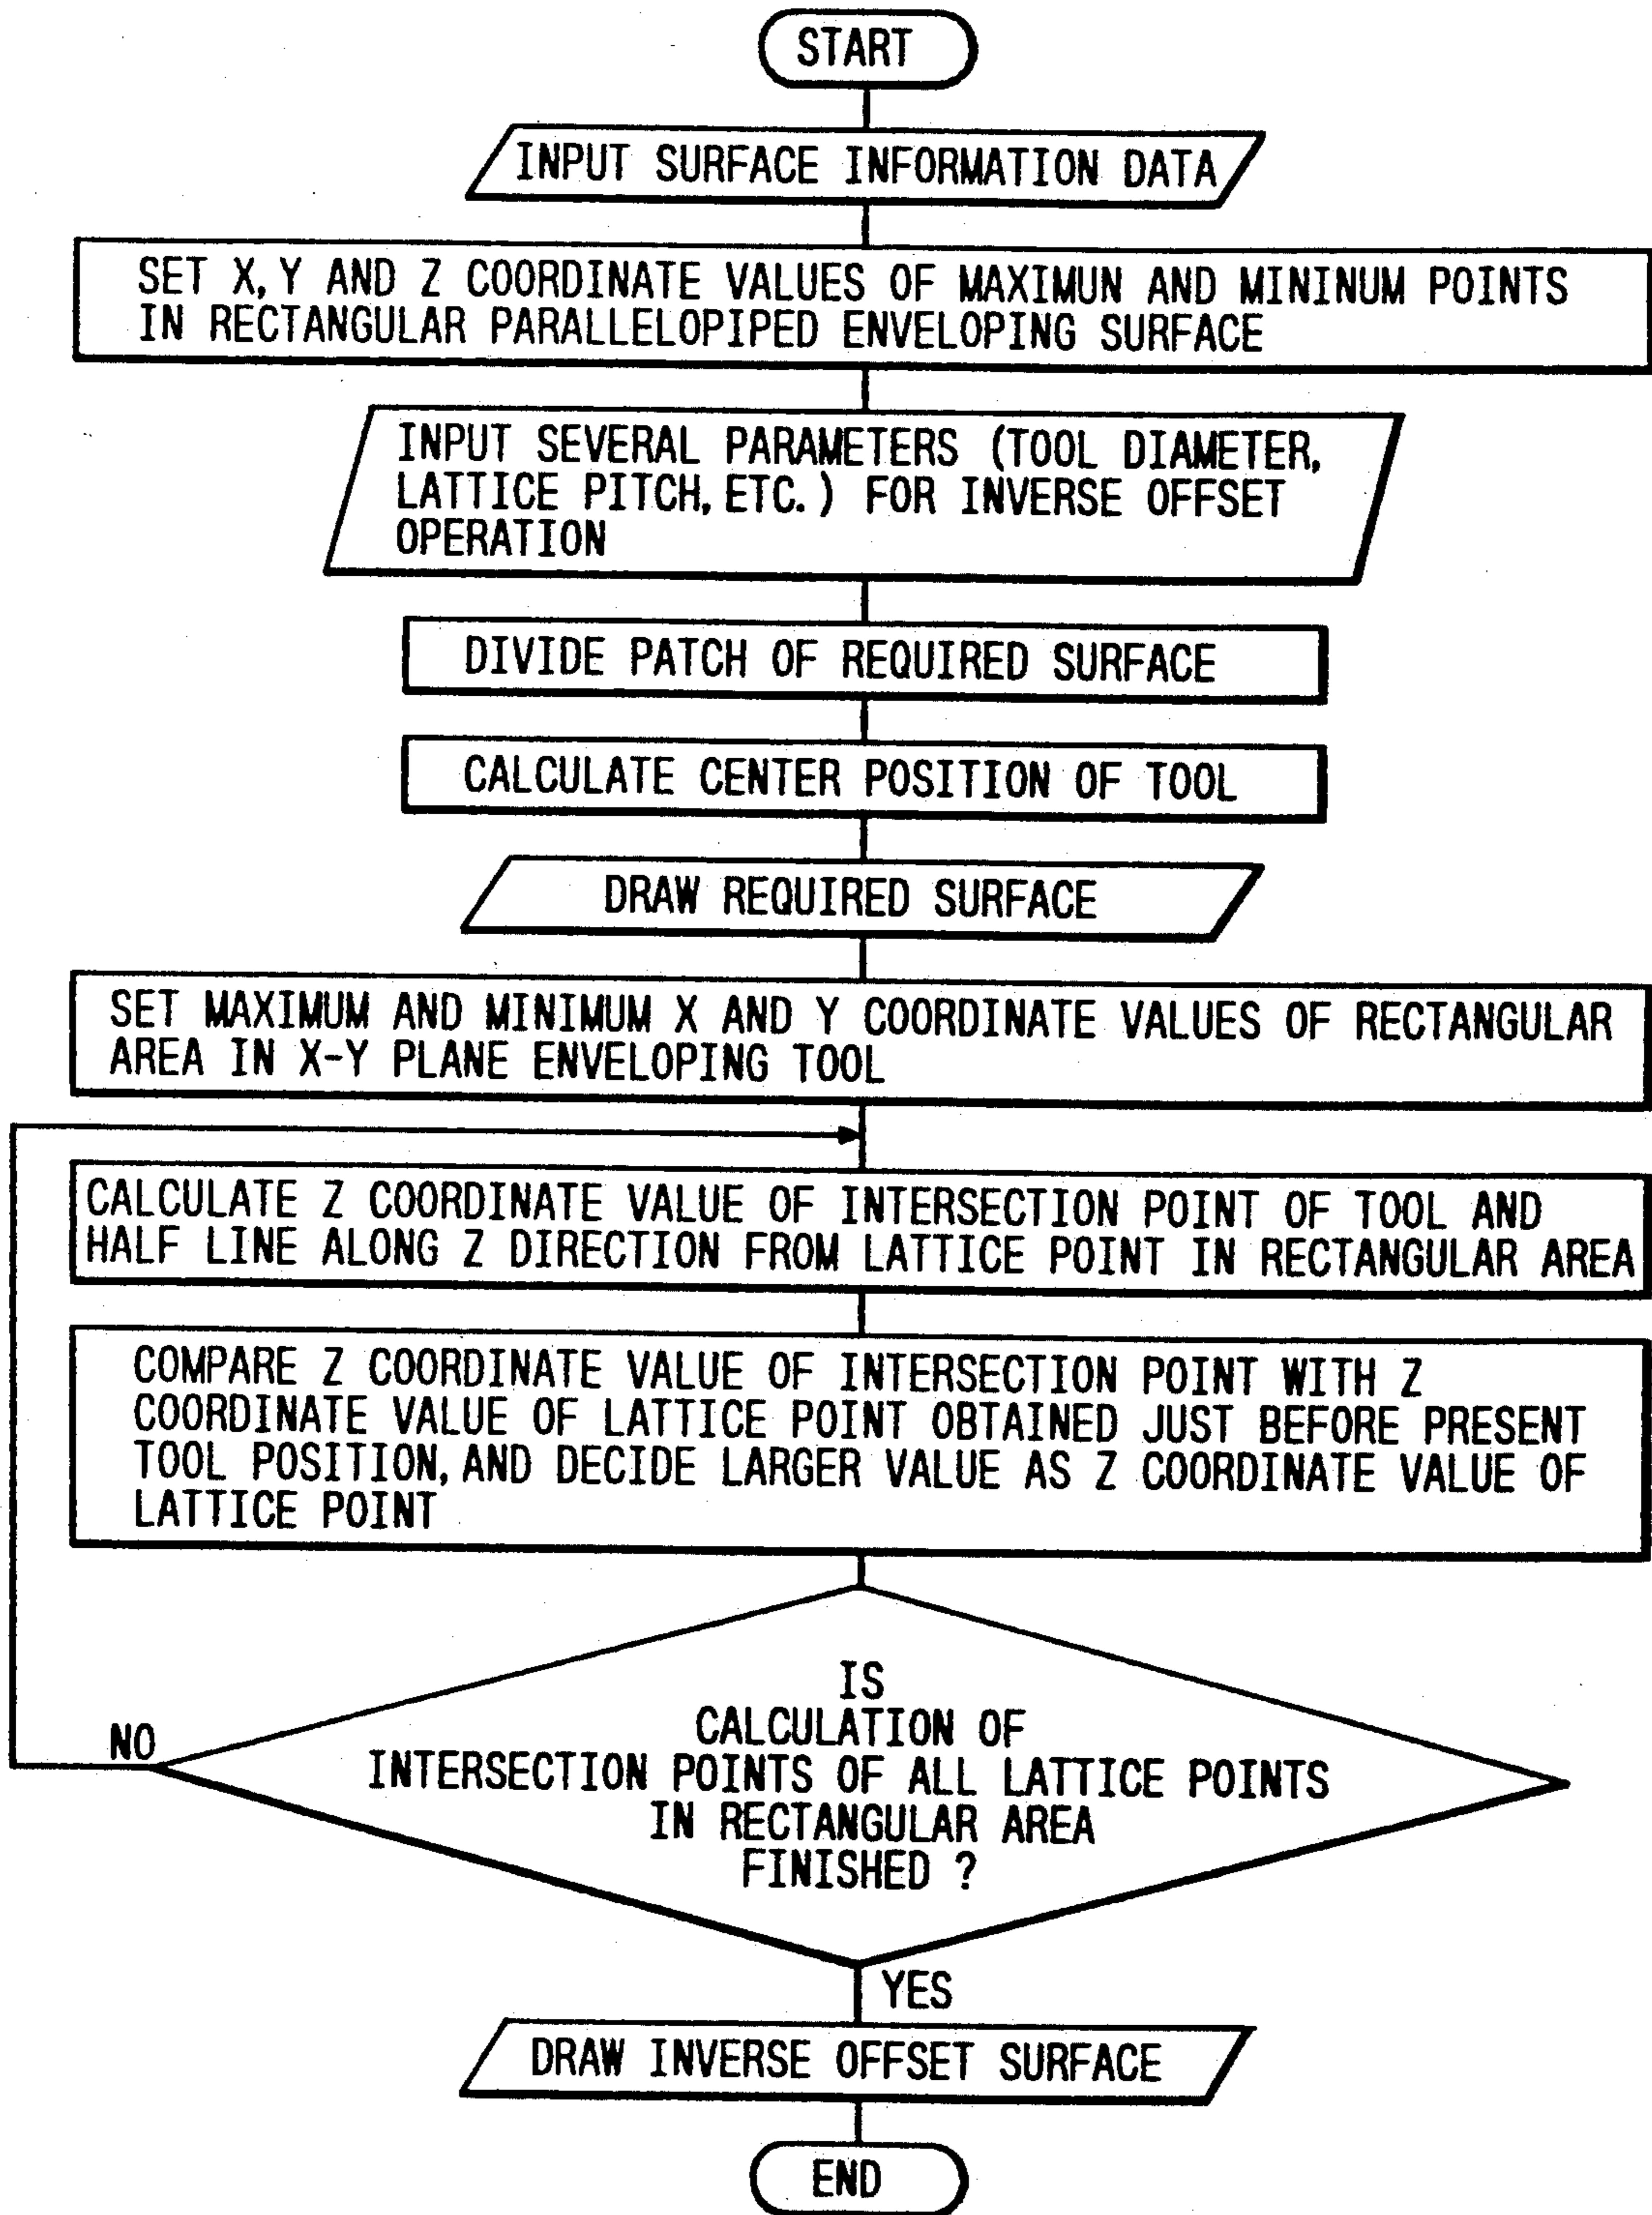 START
INPUT SURFACE INFORMATION DATA
SET X, Y AND Z COORDINATE VALUES OF MAXIMUN AND MININUM POINTS
IN RECTANGULAR PARALLELOPIPED ENVELOPING SURFACE
INPUT SEVERAL PARAMETERS (TOOL DIAMETER,
LATTICE PITCH, ETC.) FOR INVERSE OFFSET
OPERATION
DIVIDE PATCH OF REQUIRED SURFACE
CALCULATE CENTER POSITION OF TOOL
DRAW REQUIRED SURFACE
SET MAXIMUM AND MINIMUM X AND Y COORDINATE VALUES OF RECTANGULAR
AREA IN X-Y PLANE ENVELOPING TOOL
CALCULATE Z COORDINATE VALUE OF INTERSECTION POINT OF TOOL AND
HALF LINE ALONG Z DIRECTION FROM LATTICE POINT IN RECTANGULAR AREA
COMPARE Z COORDINATE VALUE OF INTERSECTION POINT WITH Z
COORDINATE VALUE OF LATTICE POINT OBTAINED JUST BEFORE PRESENT
TOOL POSITION, AND DECIDE LARGER VALUE AS Z COORDINATE VALUE OF
LATTICE POINT
IS
CALCULATION OF
INTERSECTION POINTS OF ALL LATTICE POINTS
IN RECTANGULAR AREA
FINISHED ?
NO
YES
DRAW INVERSE OFFSET SURFACE
END